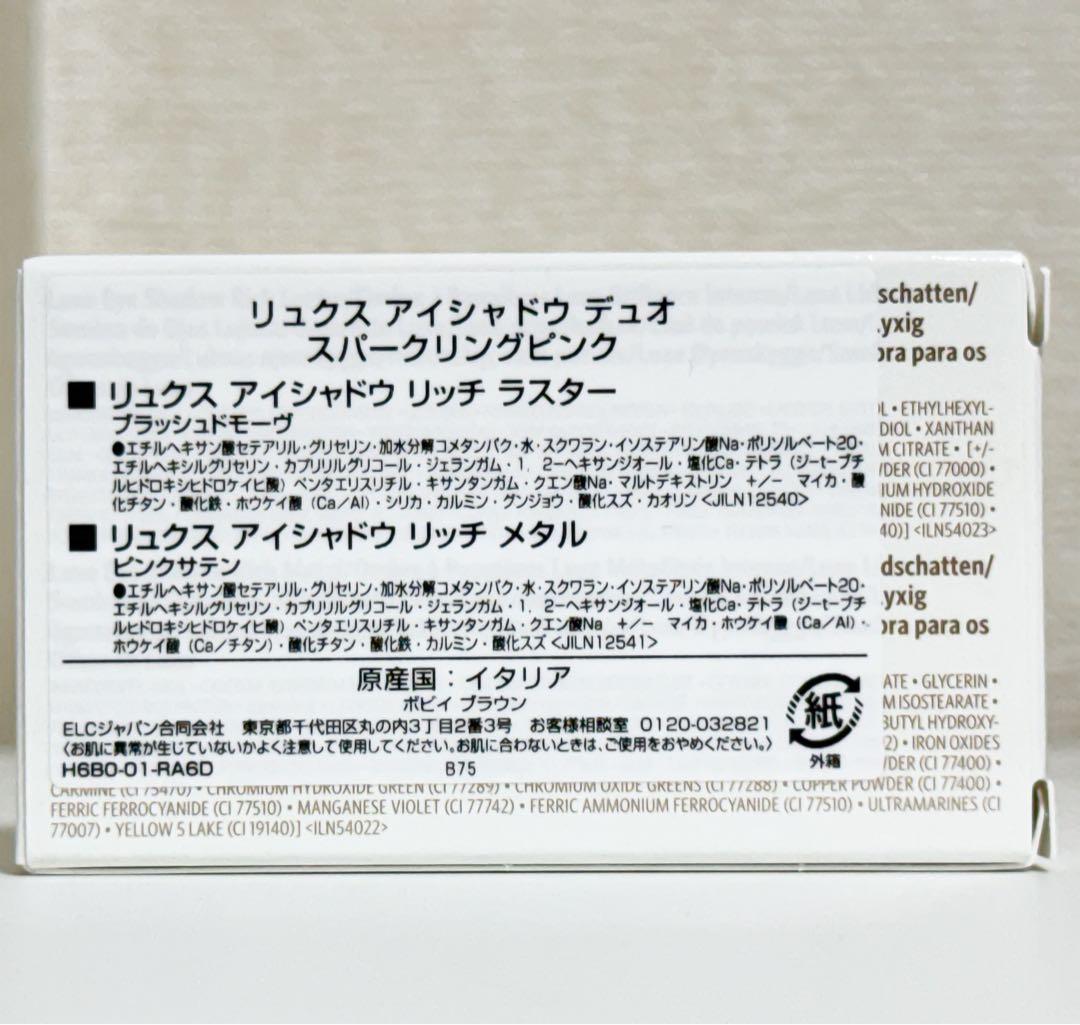 リュクス アイシャドウ デュオ
スパークリングピンク
■ リュクス アイシャドウ リッチ ラスター
ブラッシュドモーヴ
●エチルヘキサン酸セテアリル・グリセリン・加水分解コメタンパク・水・スクワラン・イソステアリン酸Na・ポリソルベート20・
エチルヘキシルグリセリン・カプリリルグリコール・ジェランガム・1，2－ヘキサンジオール・塩化Ca・テトラ（ジーtーブチ
ルヒドロキシヒドロケイヒ酸）ペンタエリスリチル・キサンタンガム・クエン酸Na・マルトデキストリン +/- マイカ・酸
化チタン・酸化鉄・ホウケイ酸（Ca/Al）・シリカ・カルミン・グンジョウ・酸化スズ・カオリン<JILN12540>
■ リュクス アイシャドウ リッチ メタル
ピンクサテン
●エチルヘキサン酸セテアリル・グリセリン・加水分解コメタンパク・水・スクワラン・イソステアリン酸Na・ポリソルベート20・
エチルヘキシルグリセリン・カプリリルグリコール・ジェランガム・1，2－ヘキサンジオール・塩化Ca・テトラ（ジーtーブチ
ルヒドロキシヒドロケイヒ酸）ペンタエリスリチル・キサンタンガム・クエン酸Na +/- マイカ・ホウケイ酸（Ca/Al）・
ホウケイ酸（Ca/チタン）・酸化チタン・酸化鉄・カルミン・酸化スズ<JILN12541>
原産国：イタリア
ボビイ ブラウン
ELCジャパン合同会社 東京都千代田区丸の内3丁目2番3号 お客様相談室 0120-032821
〈お肌に異常が生じていないかよく注意して使用してください。お肌に合わないときは、ご使用をおやめください。〉
H6B0-01-RA6D B75
紙
外箱
schatten/
yxig
ora para os
L • ETHYLHEXYL-
DIOL • XANTHAN
M CITRATE • [+/-
DER (CI 77000) •
IUM HYDROXIDE
NIDE (CI 77510) •
40)] <ILN54023>
dschatten/
yxig
ora para os
ATE • GLYCERIN •
M ISOSTEARATE •
BUTYL HYDROXY-
2) • IRON OXIDES
DER (CI 77400) •
CARMINE (CI 75470) • CHROMIUM HYDROXIDE GREEN (CI 77289) • CHROMIUM OXIDE GREENS (CI 77288) • COPPER POWDER (CI 77400) •
FERRIC FERROCYANIDE (CI 77510) • MANGANESE VIOLET (CI 77742) • FERRIC AMMONIUM FERROCYANIDE (CI 77510) • ULTRAMARINES (CI
77007) • YELLOW 5 LAKE (CI 19140)] <ILN54022>